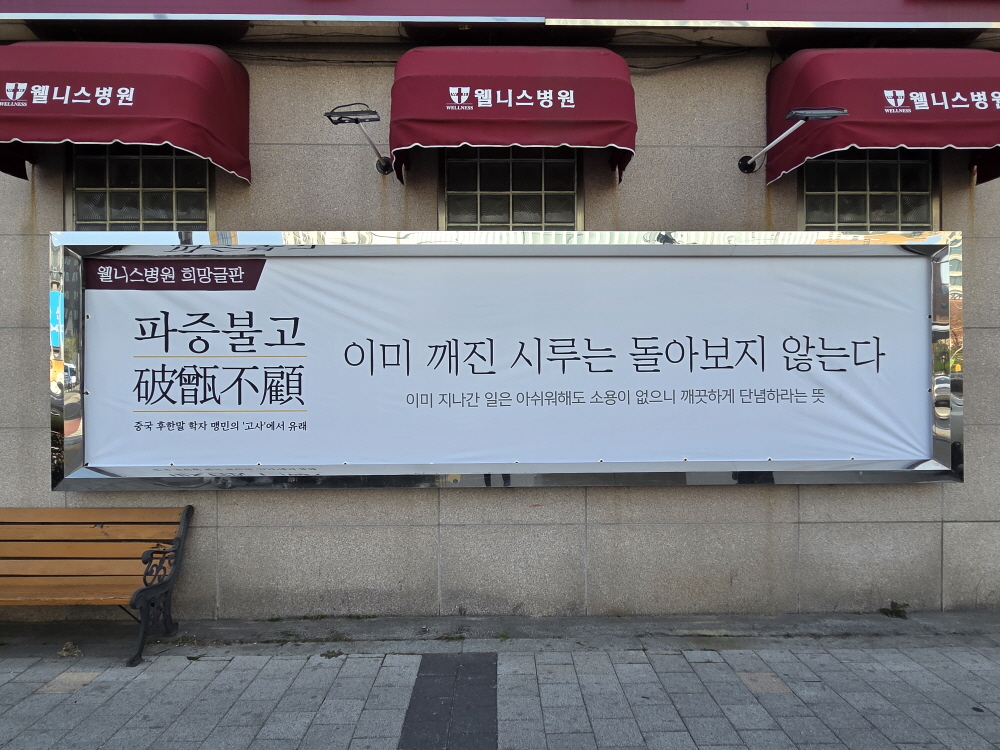 웰니스병원
WELLNESS
웰니스병원
WELLNESS
웰니스병원
WELLNESS
웰니스병원 희망글판
파증불고
破甑不顧
중국 후한말 학자 맹민의 '고사'에서 유래
이미 깨진 시루는 돌아보지 않는다
이미 지나간 일은 아쉬워해도 소용이 없으니 깨끗하게 단념하라는 뜻